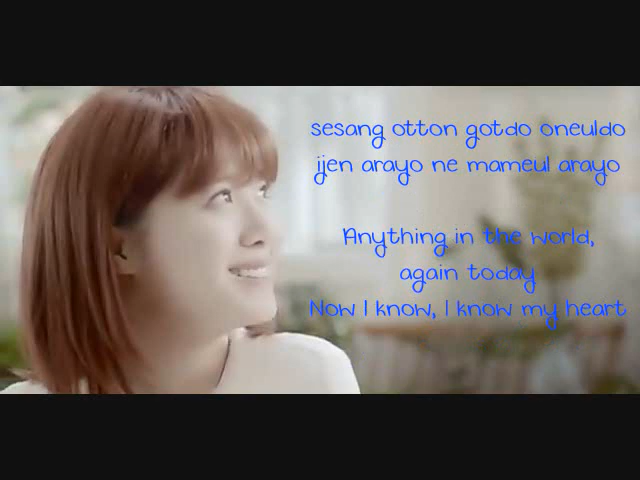 sesang otton gotdo oneuldo
ijen arayo ne mameul arayo
Anything in the world,
again today
Now I know, I know my heart